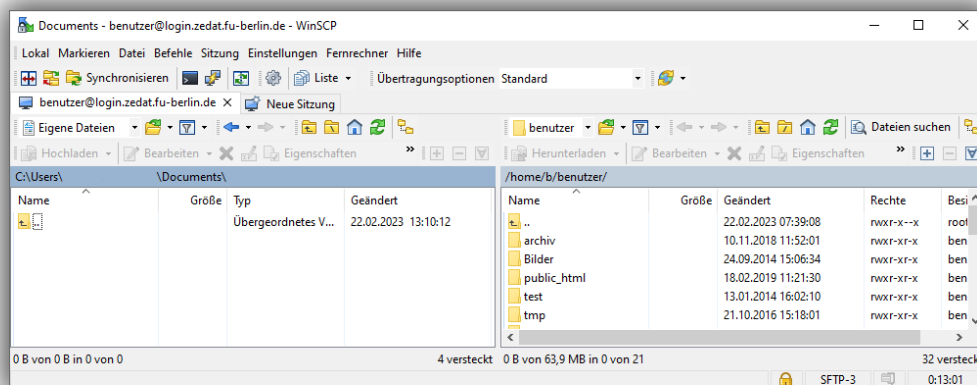 Documents - benutzer@login.zedat.fu-berlin.de - WinSCP
Lokal Markieren Datei Befehle Sitzung Einstellungen Fernrechner Hilfe
Synchronisieren Liste Übertragungsoptionen Standard
benutzer@login.zedat.fu-berlin.de X Neue Sitzung
Eigene Dateien benutzer Dateien suchen
Hochladen Bearbeiten Eigenschaften » Herunterladen Bearbeiten Eigenschaften »
C:\Users\ \Documents\ /home/b/benutzer/
Name Größe Typ Geändert Name Größe Geändert Rechte Besi
.. Übergeordnetes V... 22.02.2023 13:10:12 .. 22.02.2023 07:39:08 rwxr-x--x root
archiv 10.11.2018 11:52:01 rwxr-xr-x ben
Bilder 24.09.2014 15:06:34 rwxr-xr-x ben
public_html 18.02.2019 11:21:30 rwxr-xr-x ben
test 13.01.2014 16:02:10 rwxr-xr-x ben
tmp 21.10.2016 15:18:01 rwxr-xr-x ben
0 B von 0 B in 0 von 0 4 versteckt 0 B von 63,9 MB in 0 von 21 32 versteck
SFTP-3 0:13:01